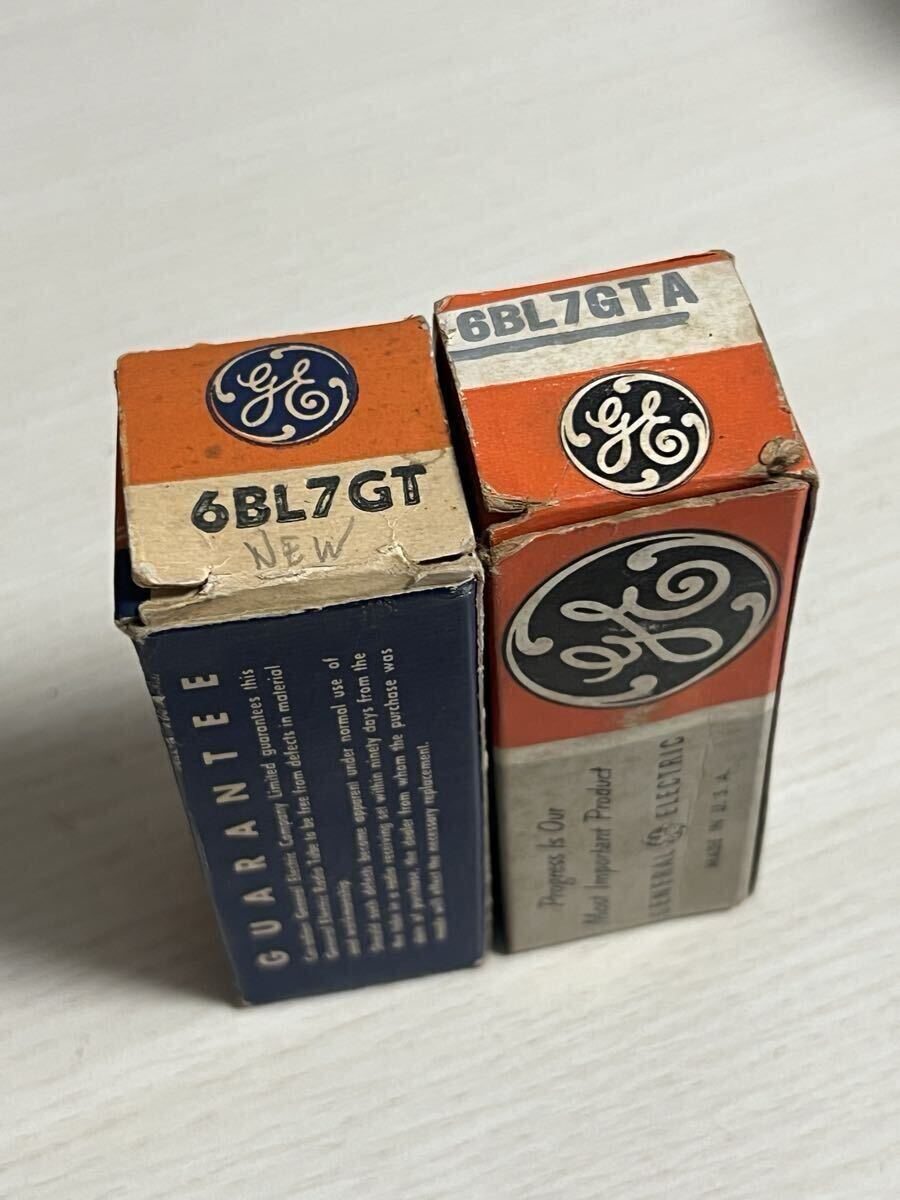 GE
6BL7GT
NEW
GUARANTEE
Canadian General Electric Company Limited guarantees this
General Electric Radio Tube to be free from defects in material
and workmanship.
Should such defects become apparent under normal use of
the tube in a radio receiving set within ninety days from the
date of purchase, the dealer from whom the purchase was
made will effect the necessary replacement.
6BL7GTA
GE
GE
Progress Is Our
Most Important Product
GENERAL GE ELECTRIC
MADE IN U.S.A.